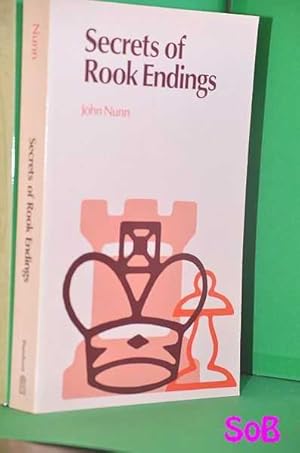 Secrets of
Rook Endings
John Nunn
Nunn
Secrets of Rook Endings
SoB